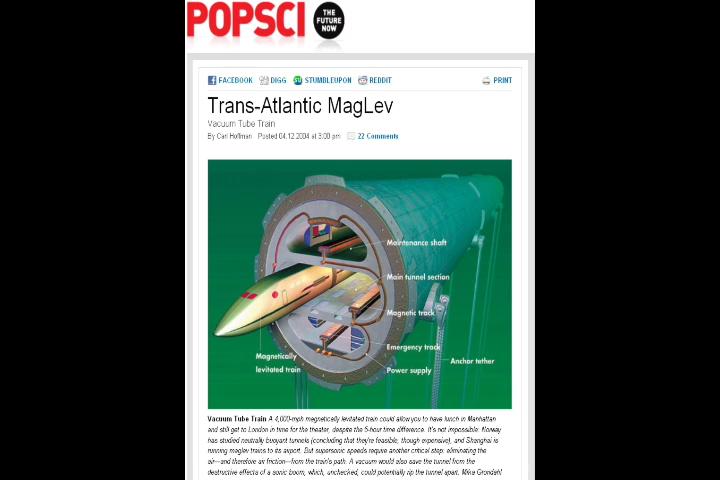 POPSCI THE FUTURE NOW
FACEBOOK DIGG STUMBLEUPON REDDIT PRINT
Trans-Atlantic MagLev
Vacuum Tube Train
By Carl Hoffman Posted 04.12.2004 at 3:00 pm 22 Comments
Maintenance shaft
Main tunnel section
Magnetic track
Emergency track
Magnetically levitated train
Anchor tether
Power supply
Vacuum Tube Train A 4,000-mph magnetically levitated train could allow you to have lunch in Manhattan
and still get to London in time for the theater, despite the 5-hour time difference. It's not impossible: Norway
has studied neutrally buoyant tunnels (concluding that they're feasible, though expensive), and Shanghai is
running maglev trains to its airport. But supersonic speeds require another critical step: eliminating the
air—and therefore air friction—from the train's path. A vacuum would also save the tunnel from the
destructive effects of a sonic boom, which, unchecked, could potentially rip the tunnel apart. Mika Grondahl